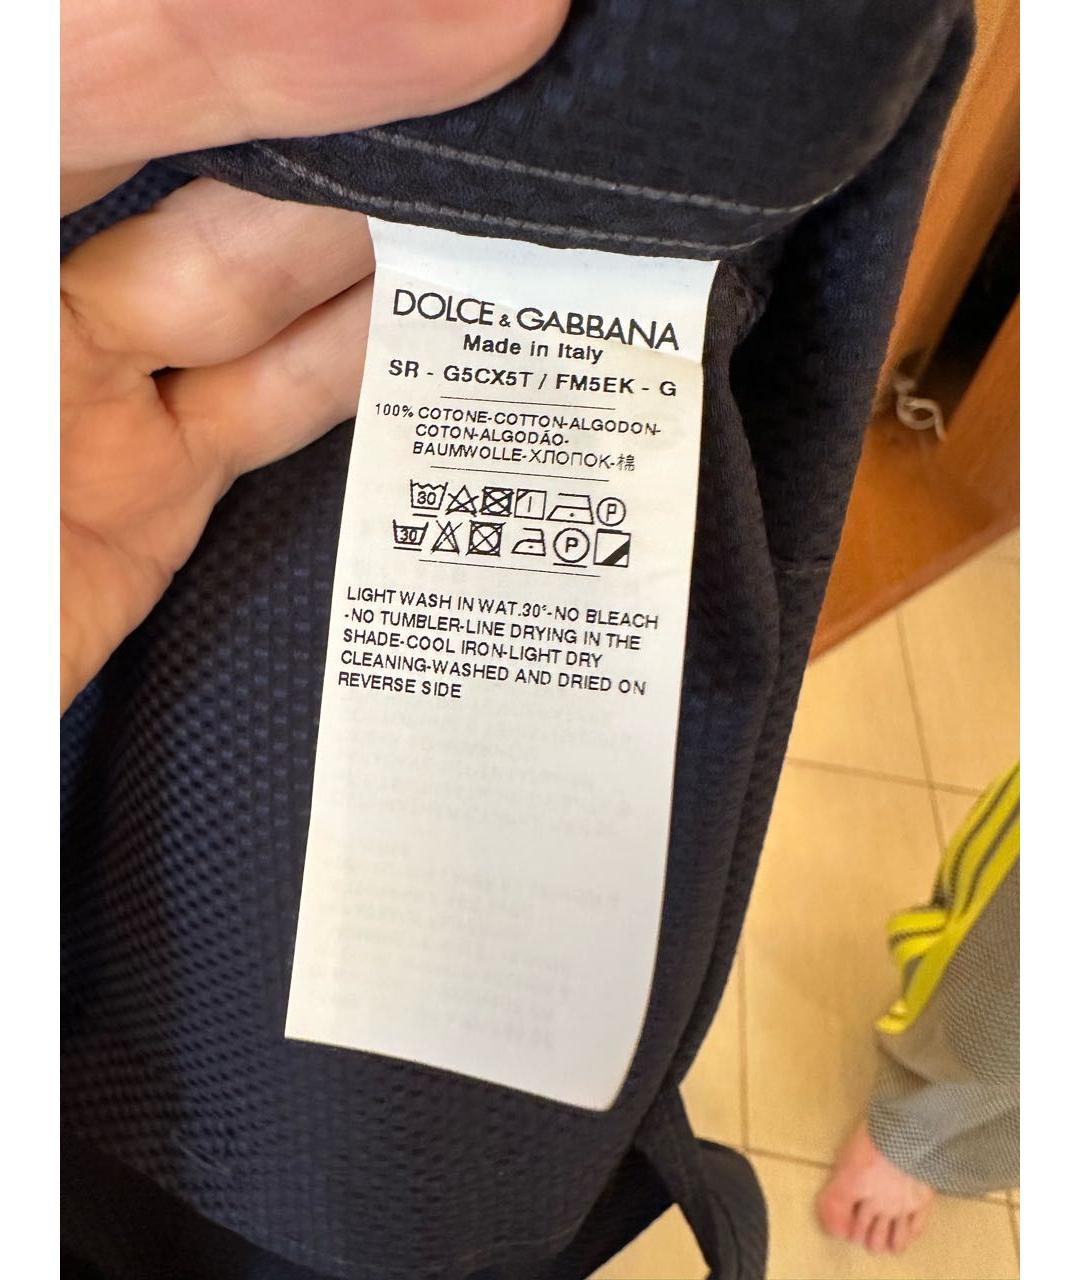 DOLCE & GABBANA
Made in Italy
SR - G5CX5T / FM5EK - G
100% COTONE-COTTON-ALGODON-
COTON-ALGODÃO-
BAUMWOLLE-ХЛОПОК-棉
30 P
30 P
LIGHT WASH IN WAT.30°-NO BLEACH
-NO TUMBLER-LINE DRYING IN THE
SHADE-COOL IRON-LIGHT DRY
CLEANING-WASHED AND DRIED ON
REVERSE SIDE